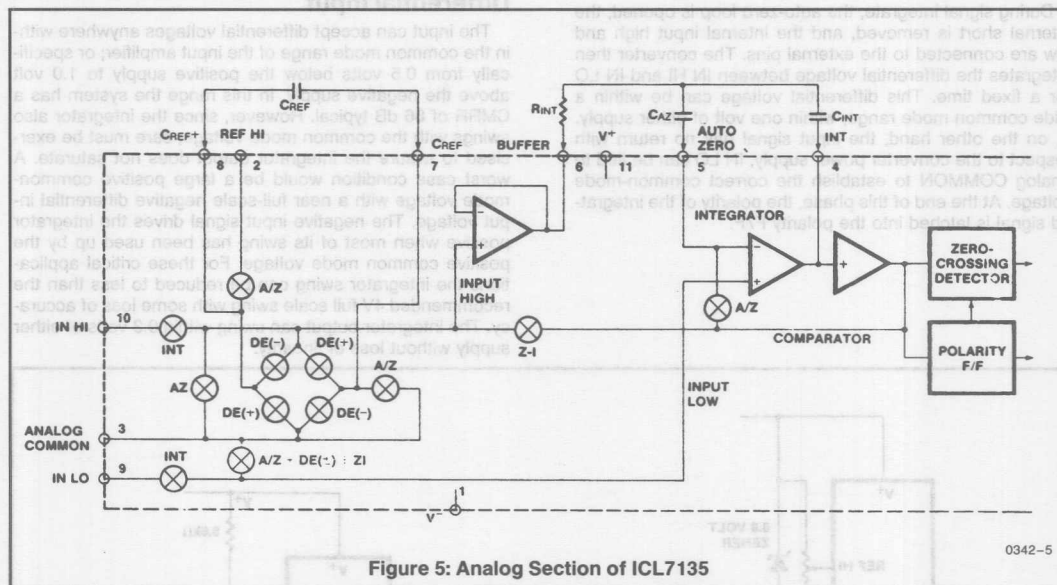 Differential Input
During signal integrate, the auto-zero loop is opened, the
internal short is removed, and the internal input high and
low are connected to the external pins. The converter then
integrates the differential voltage between IN HI and IN LO
for a fixed time. This differential voltage can be within a
wide common mode range
within one volt of
supply.
on the other hand, the input signal
no return
respect to the converter power supply,
analog COMMON to establish the correct common-mode
voltage. At the end of this phase, the polarity of the integrat-
ed signal is latched into the polarity F/F.
The input can accept differential voltages anywhere with-
in the common mode range of the input amplifier; or specifi-
cally from 0.5 volts below the positive supply to 1.0 volt
above the negative supply. In this range the system has a
CMRR of 86 dB typical. However, since the integrator also
swings with the common mode voltage, care must be exer-
cised to assure the integrator output does not saturate. A
worst case condition would be a large positive common-
mode voltage with a near full-scale negative differential in-
put voltage. The negative input signal drives the integrator
positive when most of its swing has been used up by the
positive common mode voltage. For these critical applica-
the integrator swing can be reduced to less than the
recommended 4V full scale swing with some loss of accura-
cy. The integrator output can swing within 0.3 volts of either
supply without loss of linearity.
CREF
CREF+
REF HI
CREF-
BUFFER
RINT
V+
CAZ
AUTO
ZERO
CINT
INT
8
2
7
6
11
5
4
INTEGRATOR
INPUT
HIGH
A/Z
A/Z
ZERO-
CROSSING
DETECTOR
IN HI
10
INT
Z-I
COMPARATOR
POLARITY
F/F
DE(-)
DE(+)
AZ
A/Z
DE(+)
DE(-)
INPUT
LOW
ANALOG
COMMON
3
IN LO
9
INT
A/Z - DE(±) : ZI
V-
1
0342-5
Figure 5: Analog Section of ICL7135
V+
6.8 VOLT
ZENER
REF HI
V+